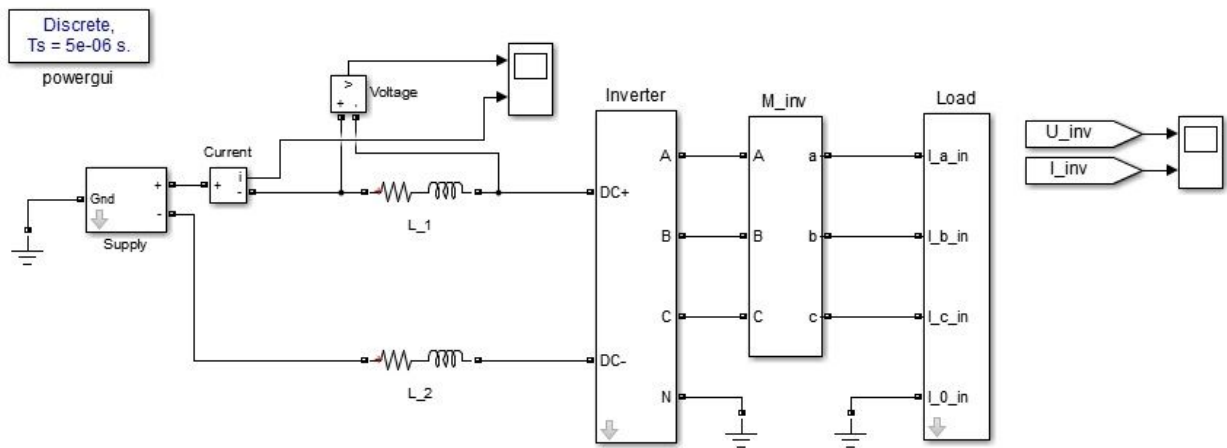 Discrete,
Ts = 5e-06 s.
powergui
v
+ -
Voltage
Current
+ i
-
Gnd
+
-
Supply
L_1
L_2
Inverter
DC+
DC-
A
B
C
N
M_inv
A a
B b
C c
Load
I_a_in
I_b_in
I_c_in
I_0_in
U_inv
I_inv